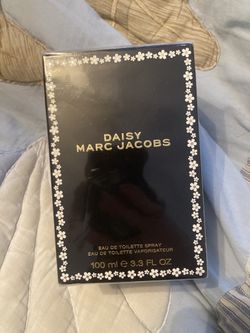 DAISY
MARC JACOBS
EAU DE TOILETTE SPRAY
EAU DE TOILETTE VAPORISATEUR
100 ml ℮ 3.3 FL OZ